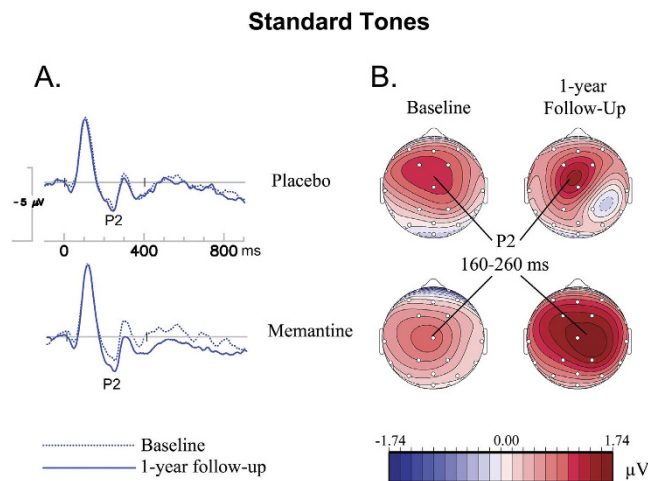 Standard Tones
A.
B.
Baseline
1-year
Follow-Up
Placebo
-5 μV
P2
0 400 800 ms
P2
160-260 ms
Memantine
P2
Baseline
1-year follow-up
-1.74 0.00 1.74
μV